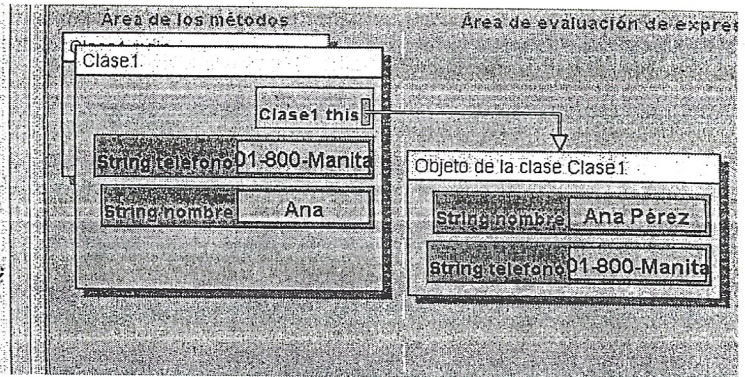 Área de los métodos
Área de evaluación de expre
Clase1
Clase1 this
String telefono 01-800-Manita
String nombre Ana
Objeto de la clase Clase1
String nombre Ana Pérez
String telefono 01-800-Manita